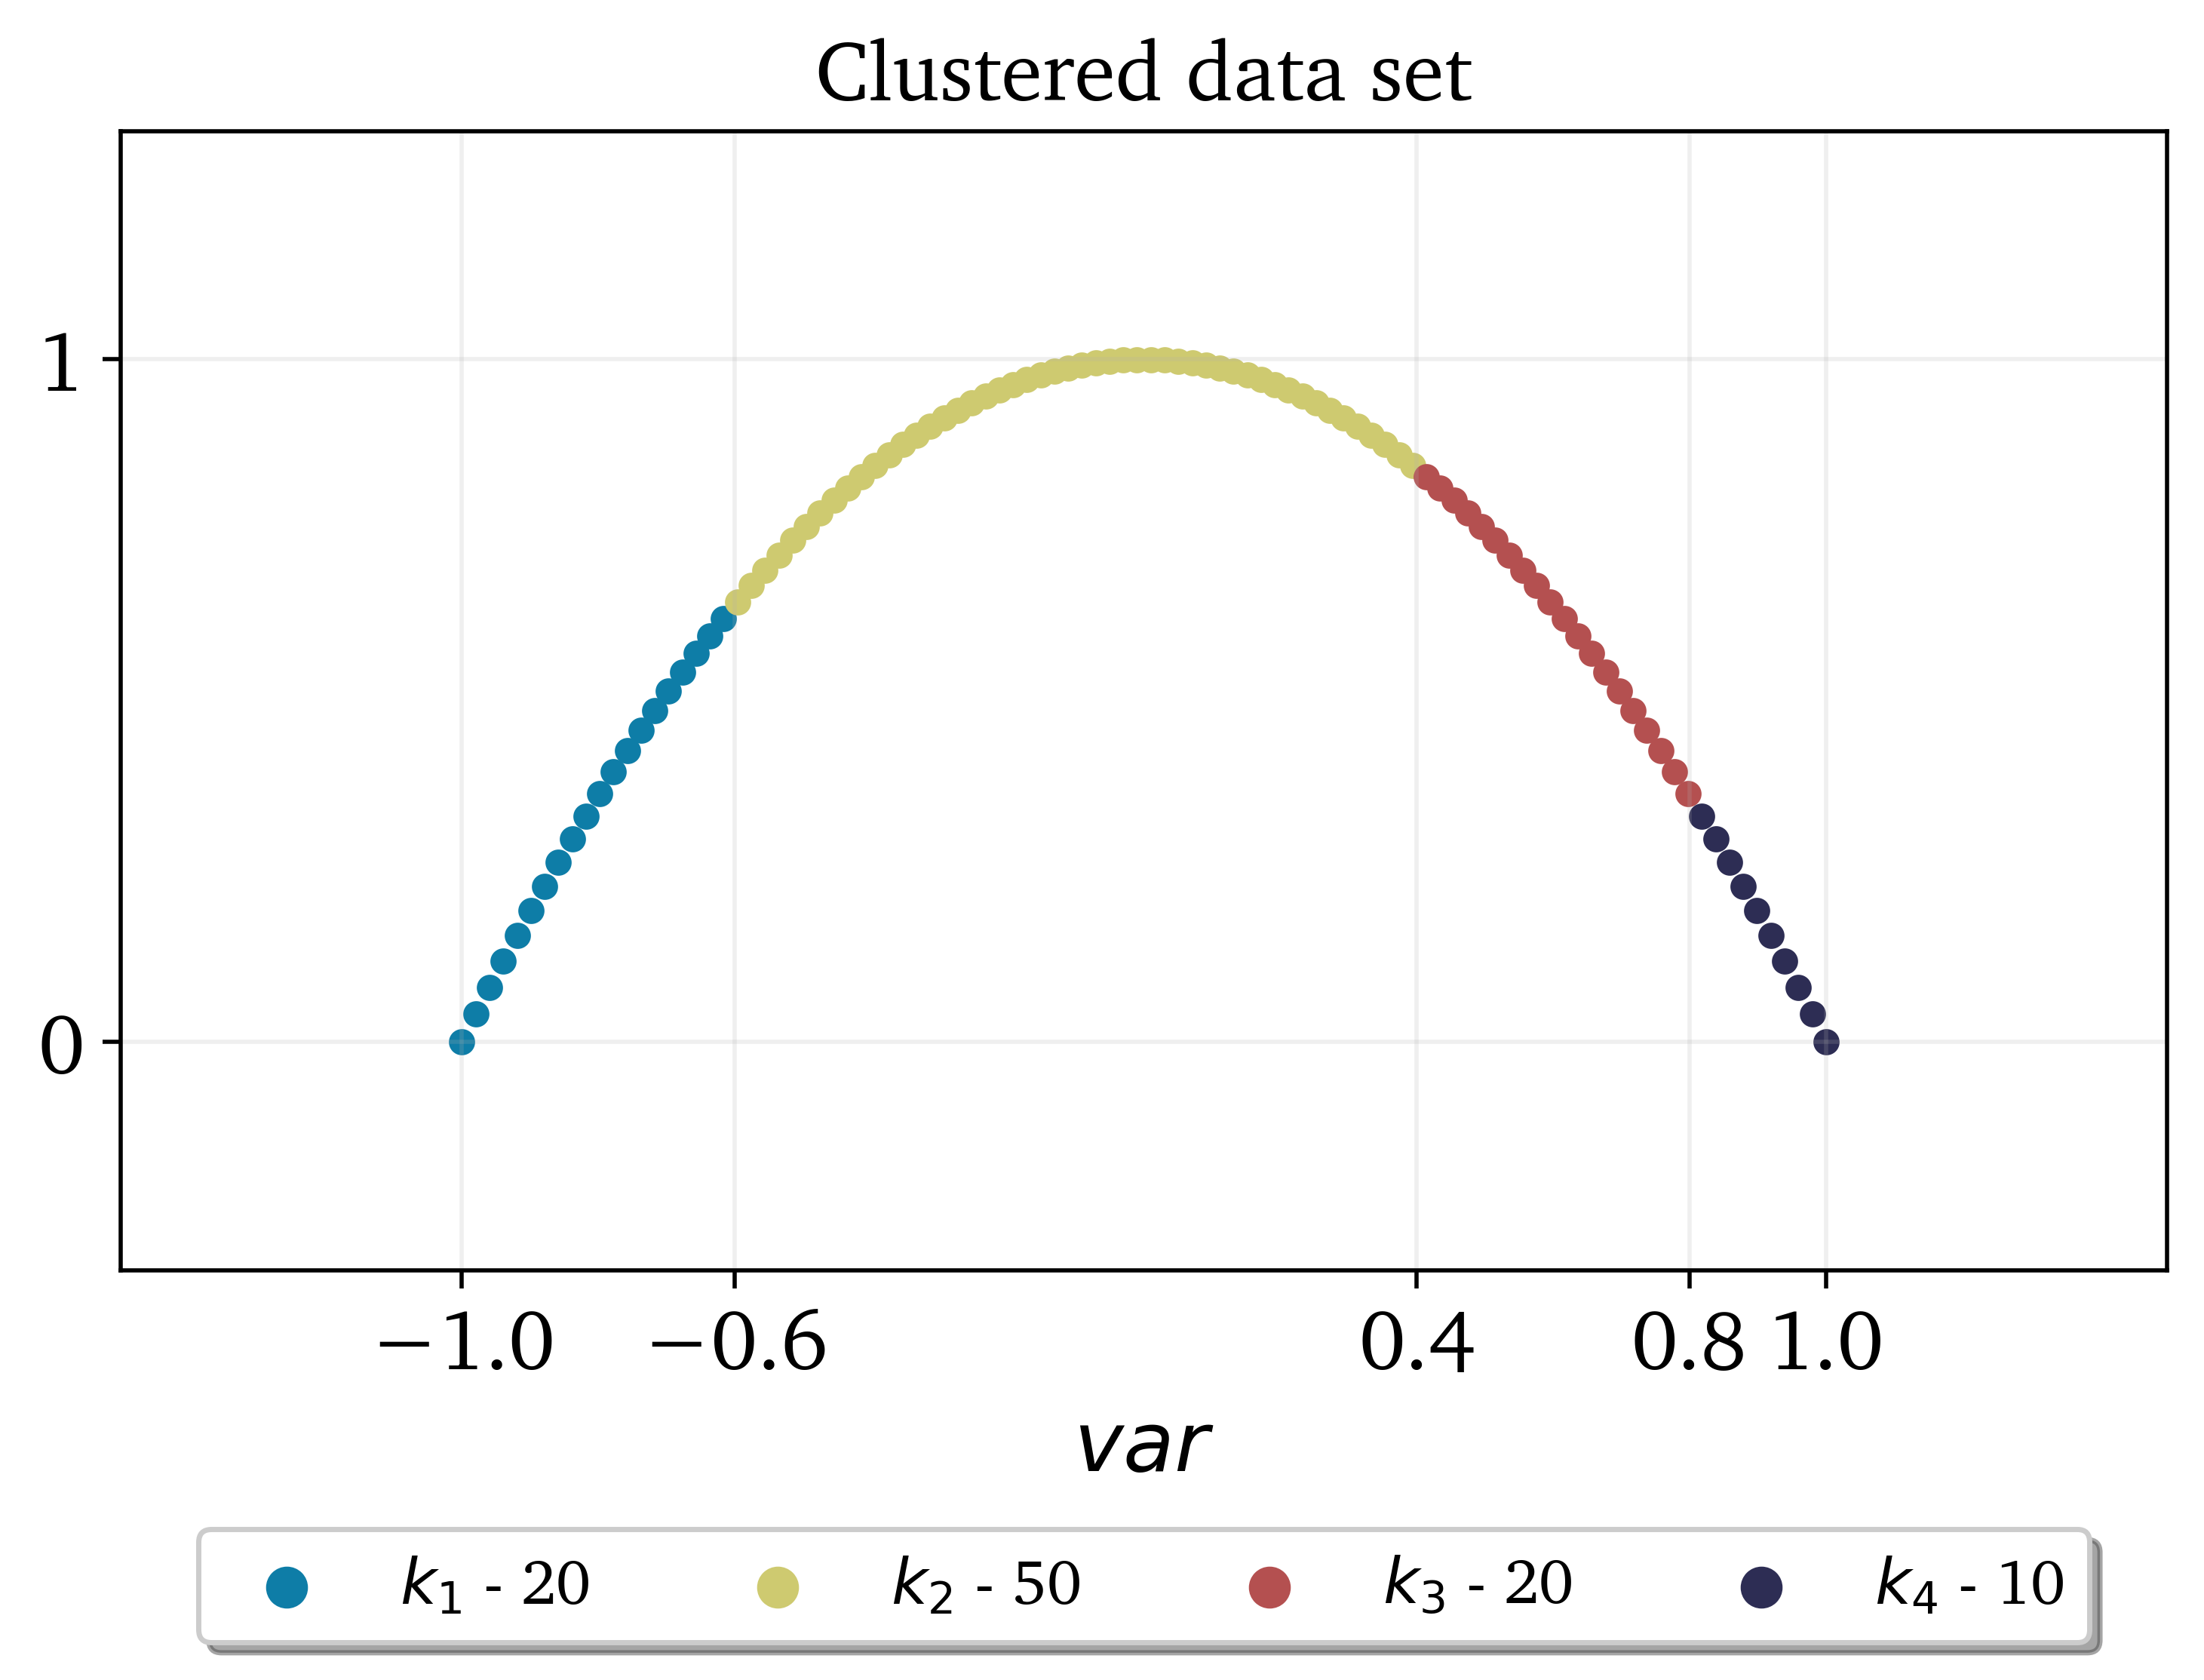 Clustered data set
1
0
−1.0 −0.6 0.4 0.8 1.0
var
k₁ - 20 k₂ - 50 k₃ - 20 k₄ - 10